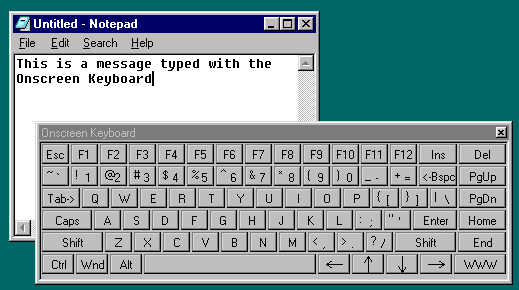 Untitled - Notepad
File Edit Search Help
This is a message typed with the
Onscreen Keyboard
Onscreen Keyboard
Esc F1 F2 F3 F4 F5 F6 F7 F8 F9 F10 F11 F12 Ins Del
~ ` ! 1 @ 2 # 3 $ 4 % 5 ^ 6 & 7 * 8 ( 9 ) 0 _ - + = <-Bspc PgUp
Tab-> Q W E R T Y U I O P { [ } ] | \ PgDn
Caps A S D F G H J K L : ; " ' Enter Home
Shift Z X C V B N M < , > . ? / Shift End
Ctrl Wnd Alt ← ↑ ↓ → WWW